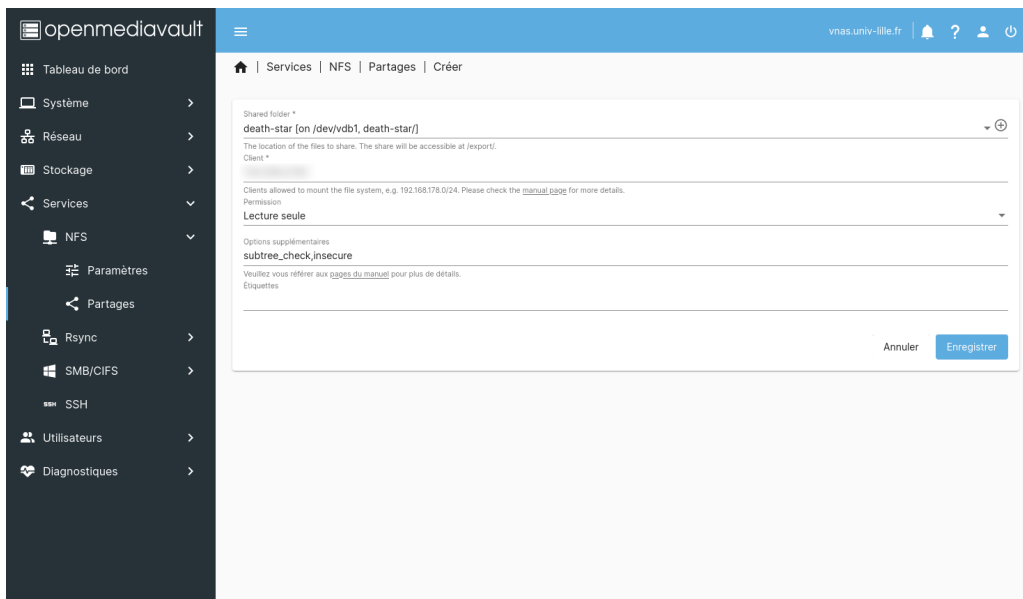 openmediavault
vnas.univ-lille.fr
Tableau de bord
Système
Réseau
Stockage
Services
NFS
Paramètres
Partages
Rsync
SMB/CIFS
SSH
SSH
Utilisateurs
Diagnostiques
| Services | NFS | Partages | Créer
Shared folder *
death-star [on /dev/vdb1, death-star/]
The location of the files to share. The share will be accessible at /export/.
Client *
Clients allowed to mount the file system, e.g. 192.168.178.0/24. Please check the manual page for more details.
Permission
Lecture seule
Options supplémentaires
subtree_check,insecure
Veuillez vous référer aux pages du manuel pour plus de détails.
Étiquettes
Annuler
Enregistrer